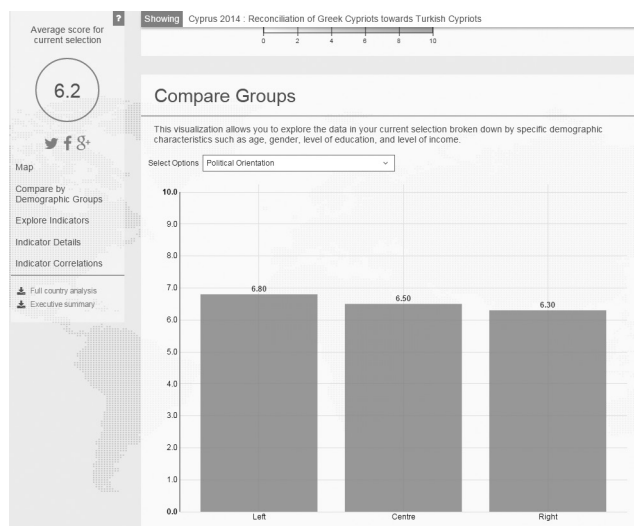 ?
Average score for
current selection
6.2
Map
Compare by
Demographic Groups
Explore Indicators
Indicator Details
Indicator Correlations
Full country analysis
Executive summary
Showing Cyprus 2014 : Reconciliation of Greek Cypriots towards Turkish Cypriots
0 2 4 6 8 10
Compare Groups
This visualization allows you to explore the data in your current selection broken down by specific demographic
characteristics such as age, gender, level of education, and level of income.
Select Options Political Orientation
10.0
9.0
8.0
7.0
6.0
5.0
4.0
3.0
2.0
1.0
0.0
6.80 6.50 6.30
Left Centre Right